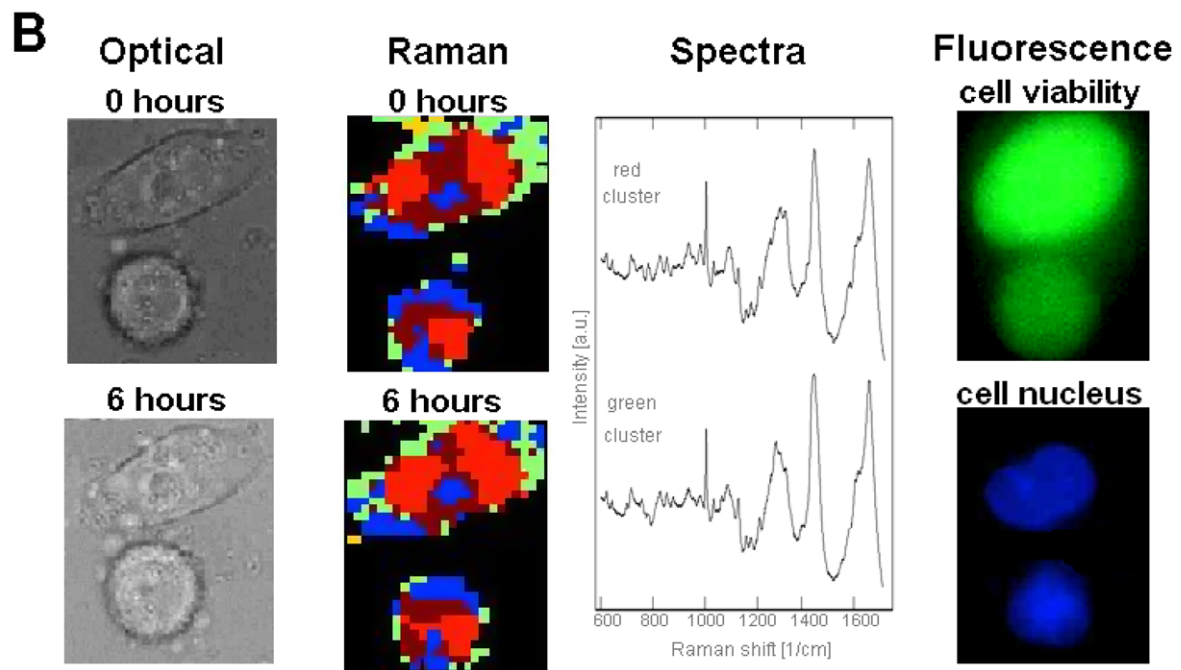 B
Optical
Raman
Spectra
Fluorescence
0 hours
0 hours
cell viability
red
cluster
6 hours
6 hours
cell nucleus
green
cluster
Intensity [a.u.]
600 800 1000 1200 1400 1600
Raman shift [1/cm]